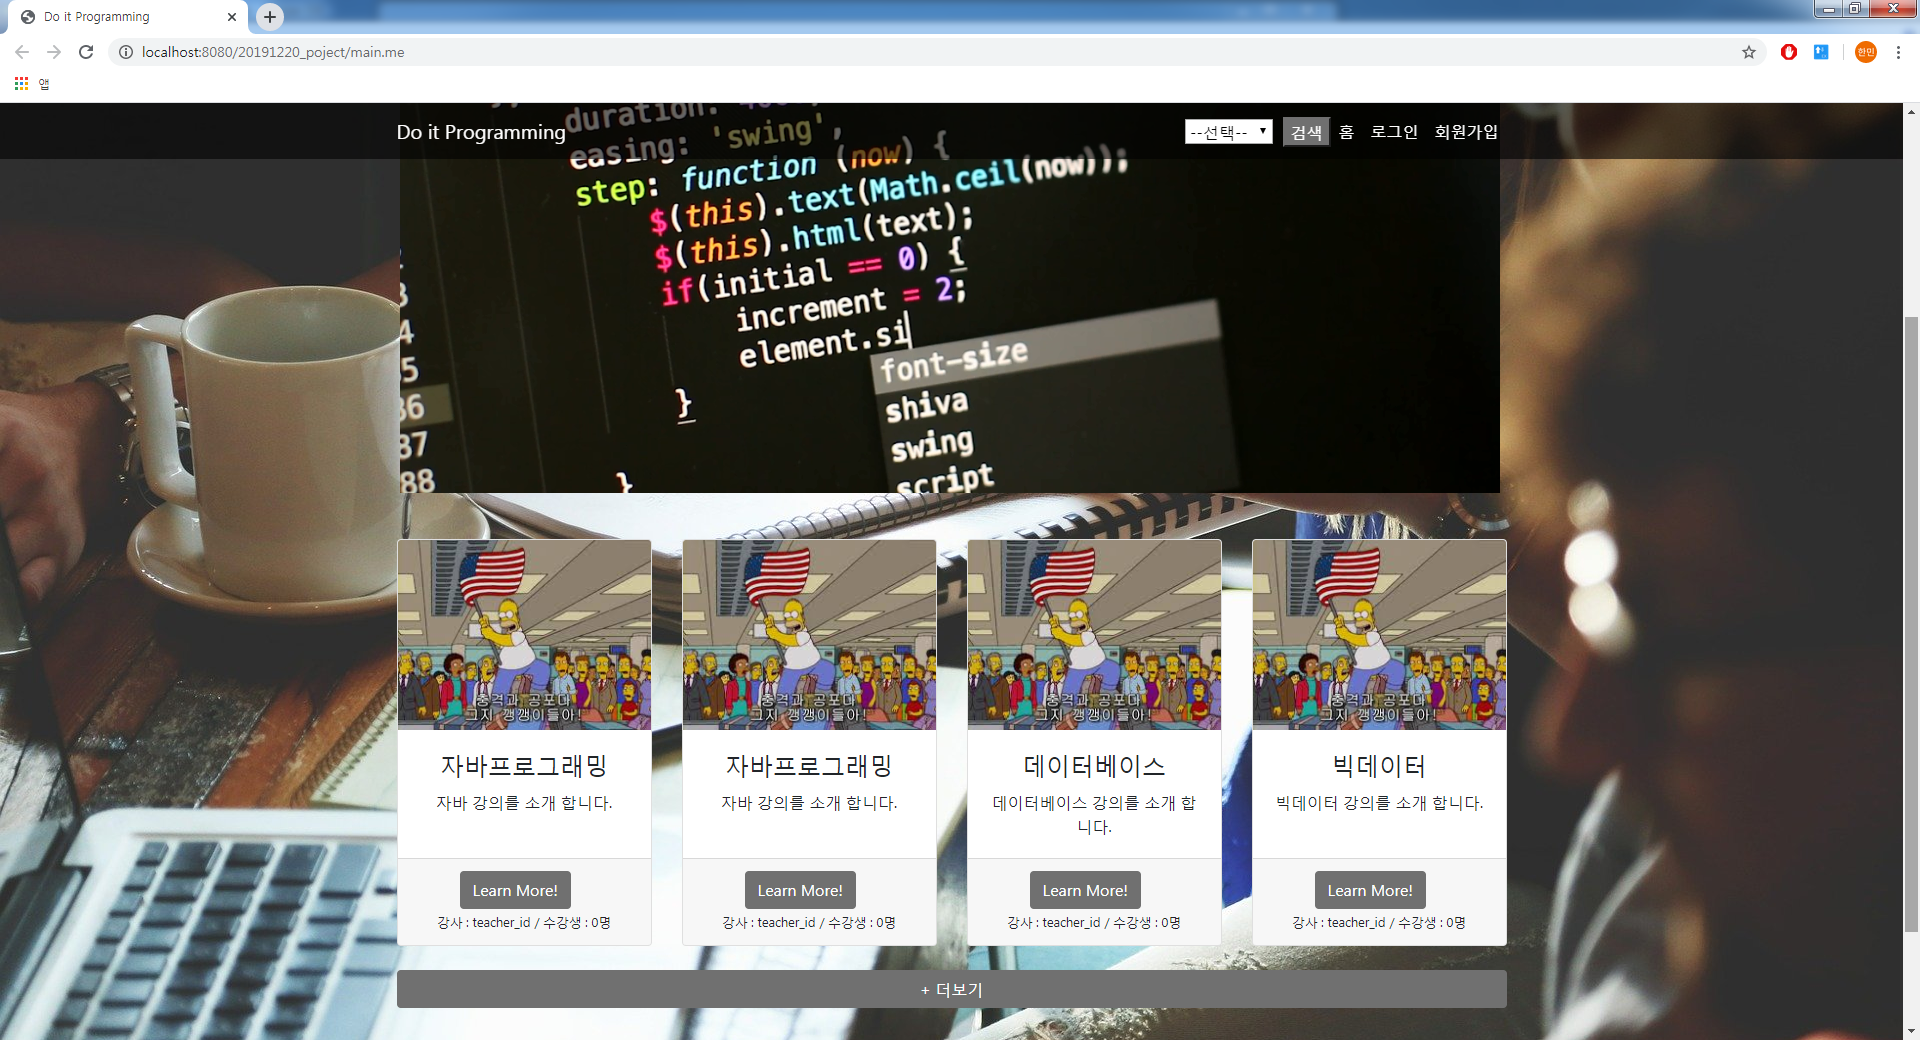 Do it Programming
localhost:8080/20191220_poject/main.me
한민
앱
Do it Programming
--선택--
검색
홈
로그인
회원가입
duration:
easing: 'swing',
step: function (now) {
$(this).text(Math.ceil(now));
$(this).html(text);
if(initial == 0) {
increment = 2;
element.si
font-size
}
shiva
swing
}
script
3
4
85
86
87
88
충격과 공포다
그지 깽깽이들아!
충격과 공포다
그지 깽깽이들아!
충격과 공포다
그지 깽깽이들아!
충격과 공포다
그지 깽깽이들아!
자바프로그래밍
자바 강의를 소개 합니다.
Learn More!
강사 : teacher_id / 수강생 : 0명
자바프로그래밍
자바 강의를 소개 합니다.
Learn More!
강사 : teacher_id / 수강생 : 0명
데이터베이스
데이터베이스 강의를 소개 합
니다.
Learn More!
강사 : teacher_id / 수강생 : 0명
빅데이터
빅데이터 강의를 소개 합니다.
Learn More!
강사 : teacher_id / 수강생 : 0명
+ 더보기